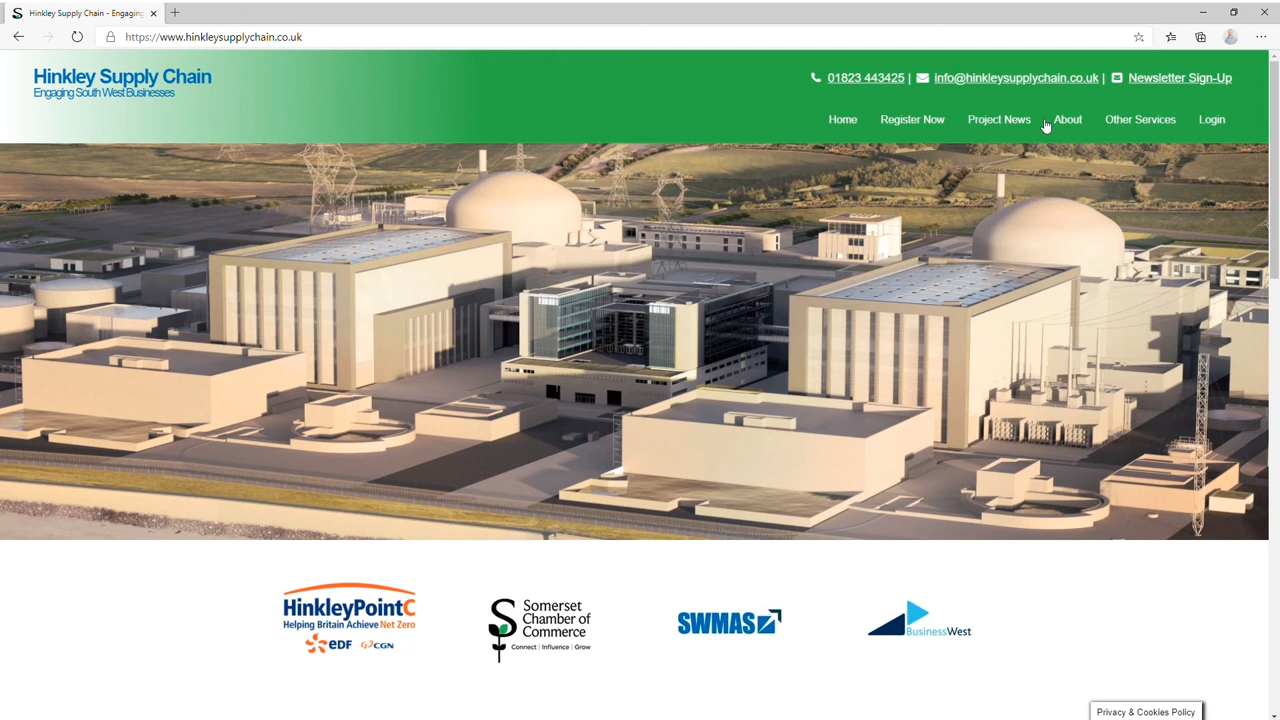 Hinkley Supply Chain - Engaging
https://www.hinkleysupplychain.co.uk
Hinkley Supply Chain
Engaging South West Businesses
01823 443425 | info@hinkleysupplychain.co.uk | Newsletter Sign-Up
Home Register Now Project News About Other Services Login
HinkleyPointC
Helping Britain Achieve Net Zero
eDF CGN
Somerset
Chamber of
Commerce
Connect | Influence | Grow
SWMAS
BusinessWest
Privacy & Cookies Policy